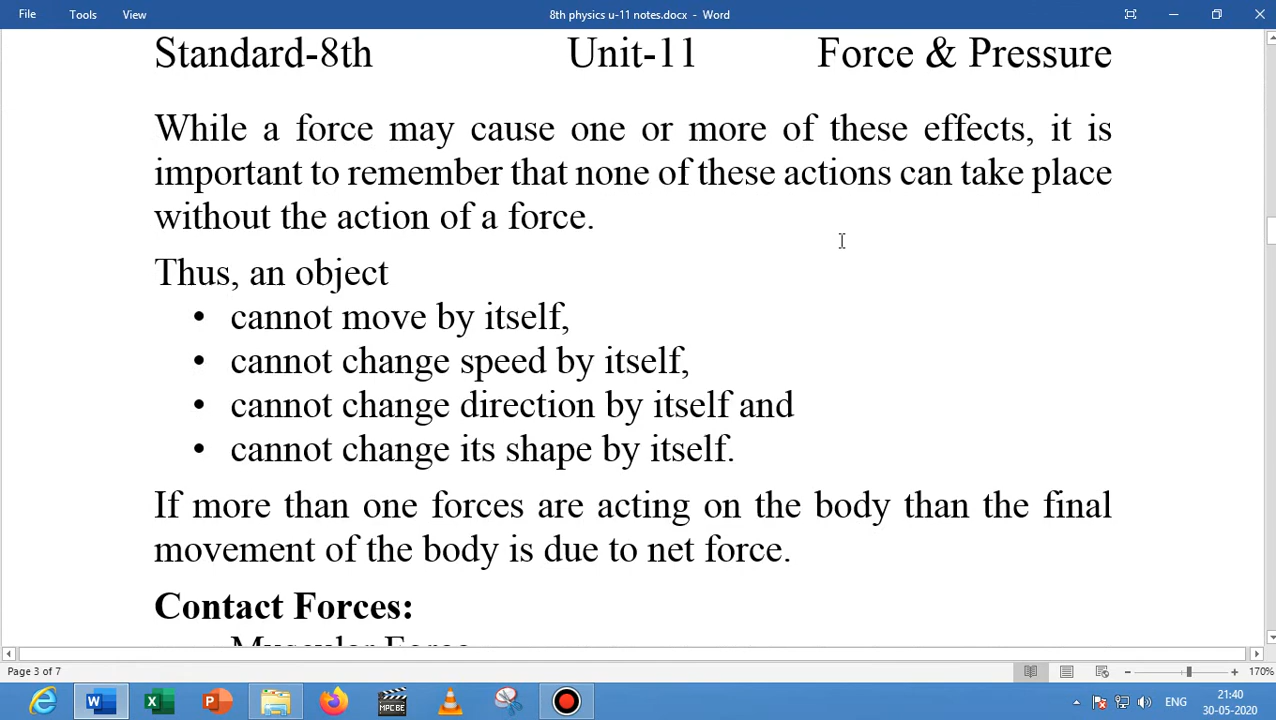 File Tools View 8th physics u-11 notes.docx - Word
Standard-8th Unit-11 Force & Pressure
While a force may cause one or more of these effects, it is
important to remember that none of these actions can take place
without the action of a force.
Thus, an object
• cannot move by itself,
• cannot change speed by itself,
• cannot change direction by itself and
• cannot change its shape by itself.
If more than one forces are acting on the body than the final
movement of the body is due to net force.
Contact Forces:
Muscular Force
Page 3 of 7 170%
MPC BE ENG 21:40
30-05-2020